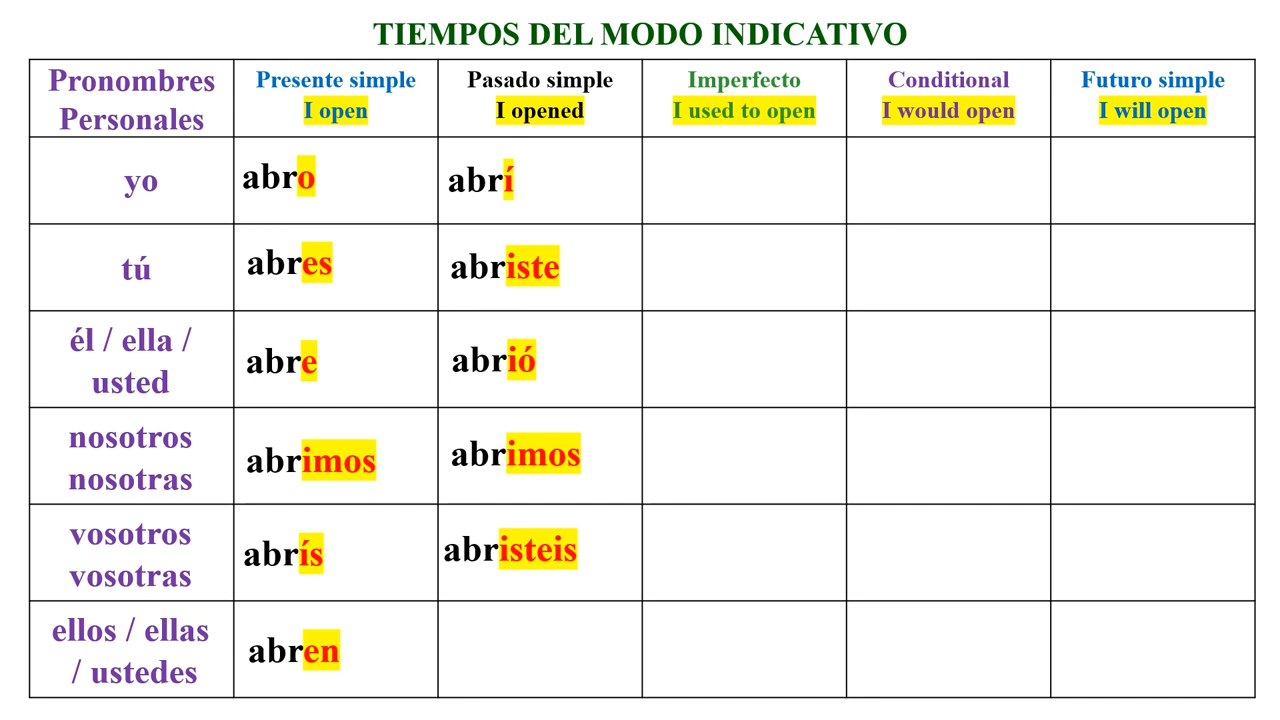 TIEMPOS DEL MODO INDICATIVO
Pronombres Personales
Presente simple
I open
Pasado simple
I opened
Imperfecto
I used to open
Conditional
I would open
Futuro simple
I will open
yo
abro
abrí
tú
abres
abriste
él / ella /
usted
abre
abrió
nosotros
nosotras
abrimos
abrimos
vosotros
vosotras
abrís
abristeis
ellos / ellas
/ ustedes
abren